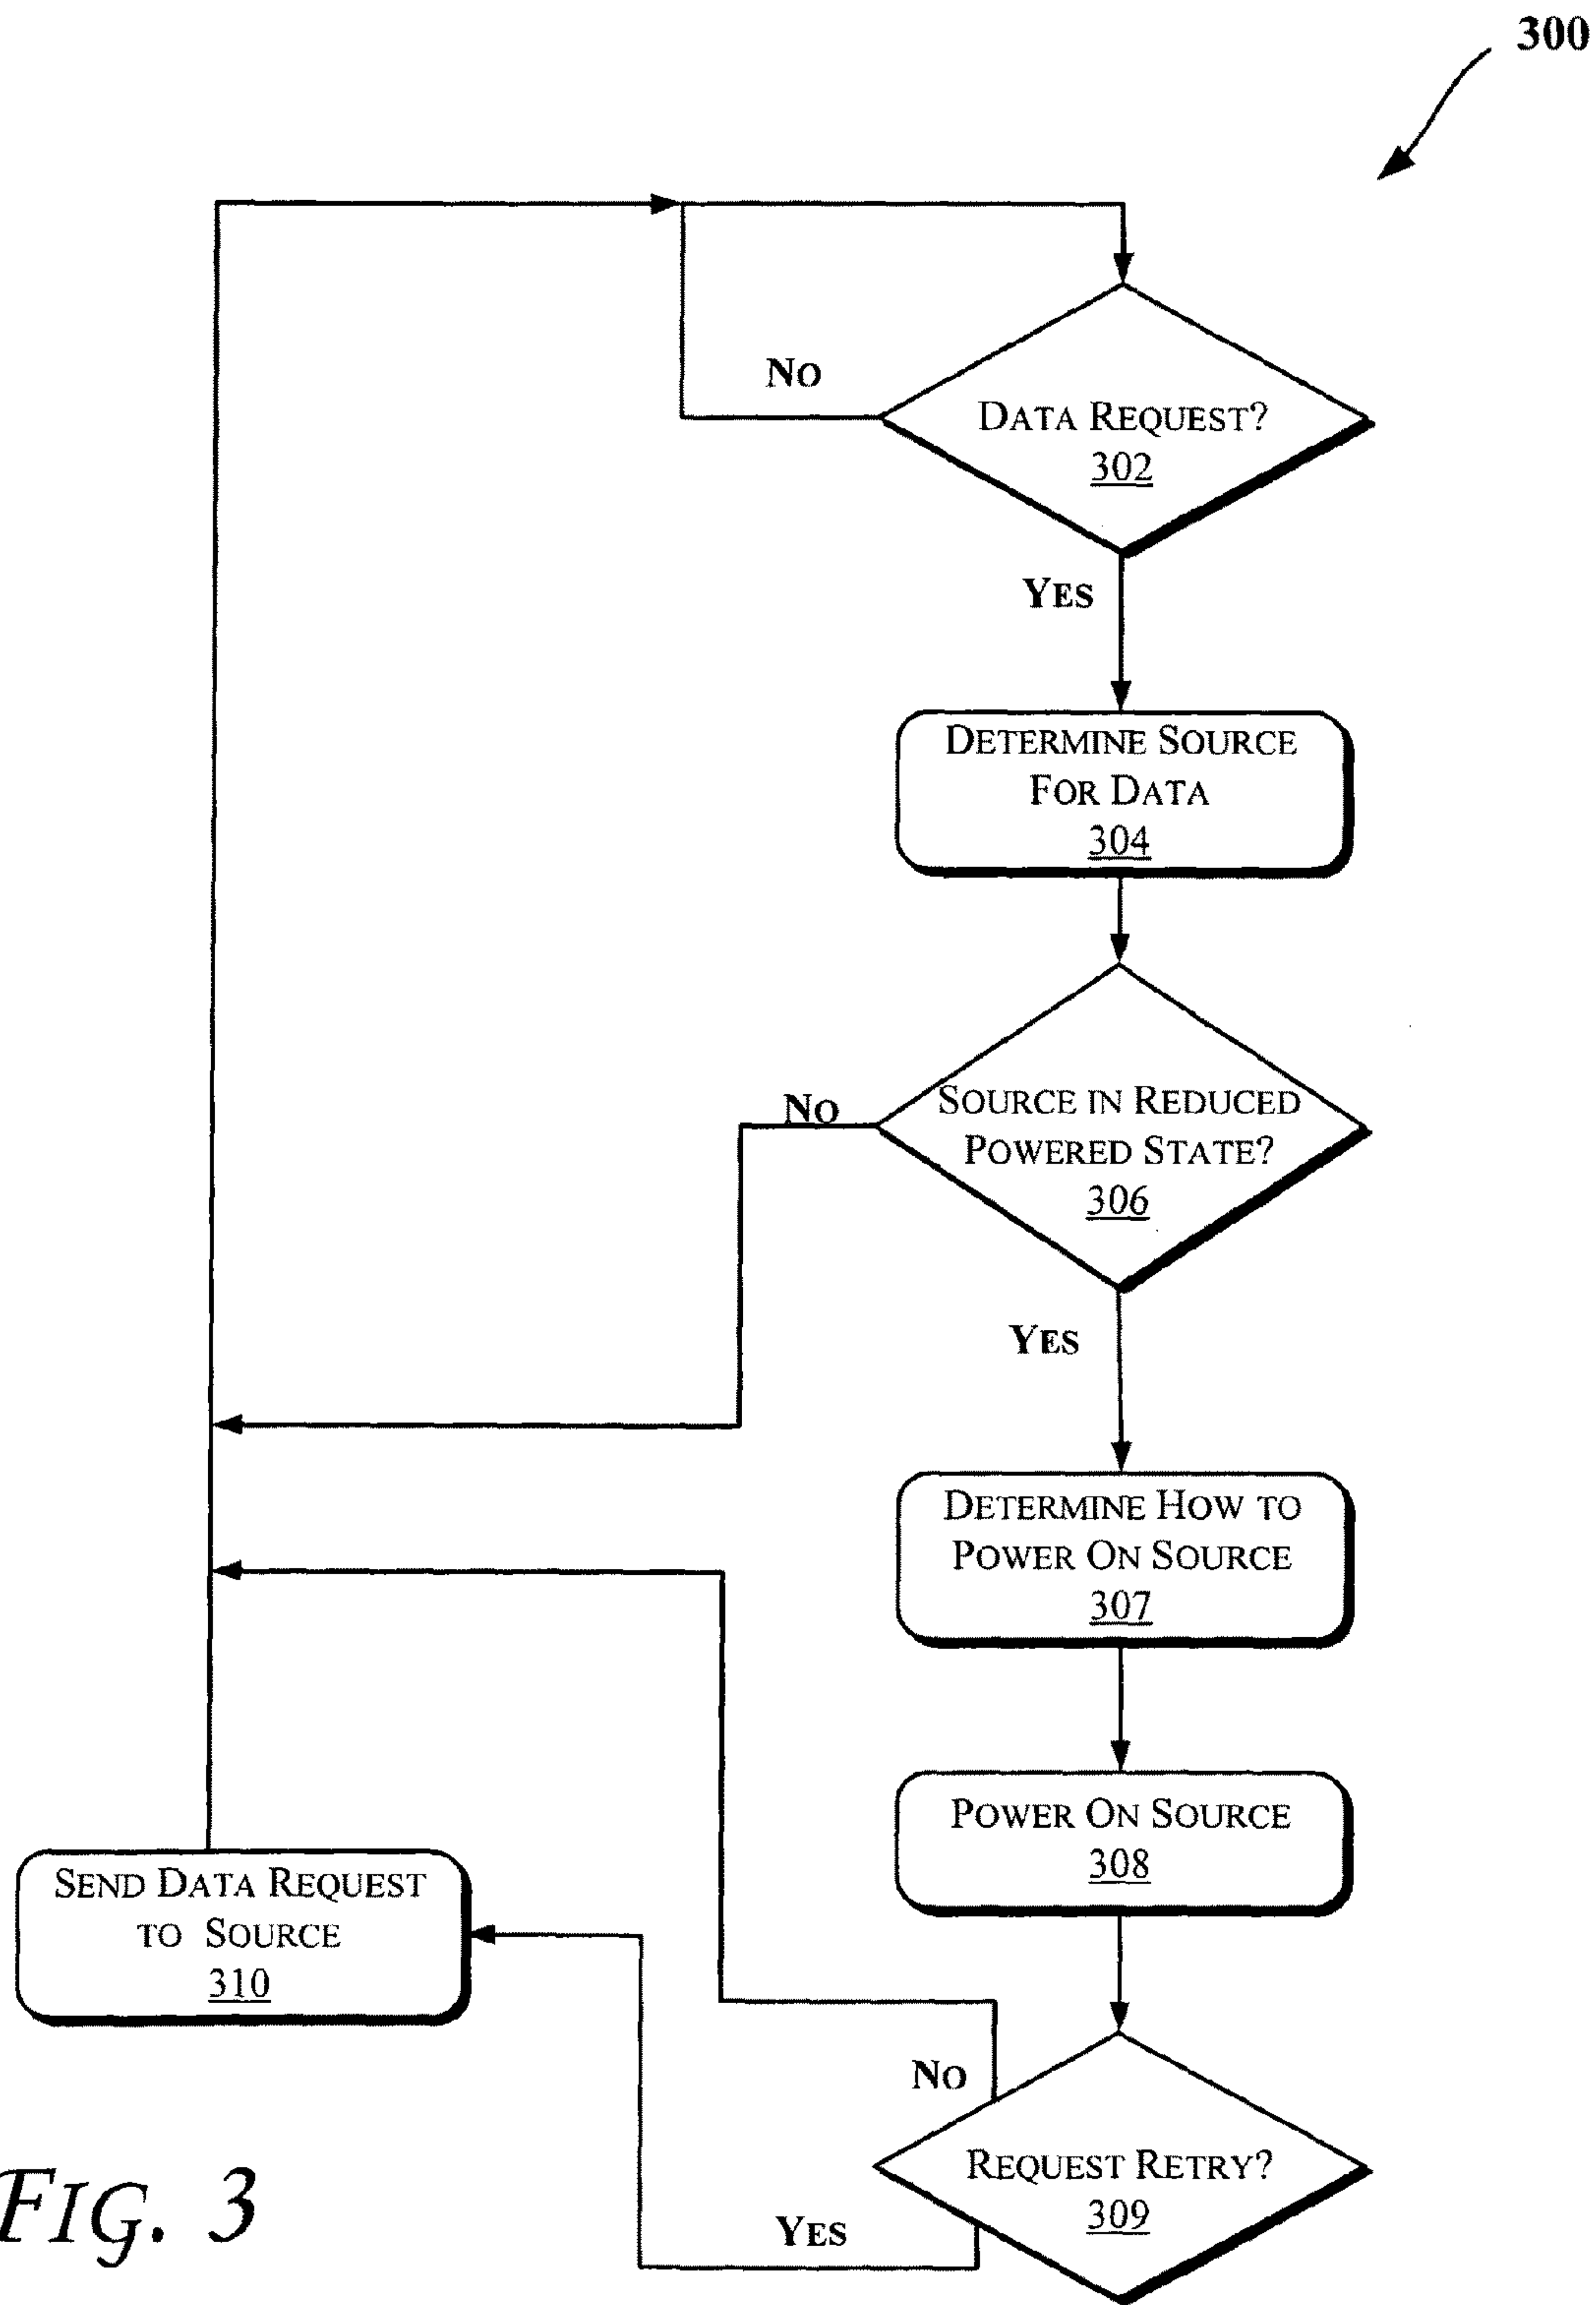 300
No
Data Request?
302
Yes
Determine Source
For Data
304
No
Source in Reduced
Powered State?
306
Yes
Determine How to
Power On Source
307
Power On Source
308
Send Data Request
to Source
310
No
Request Retry?
309
Yes
Fig. 3